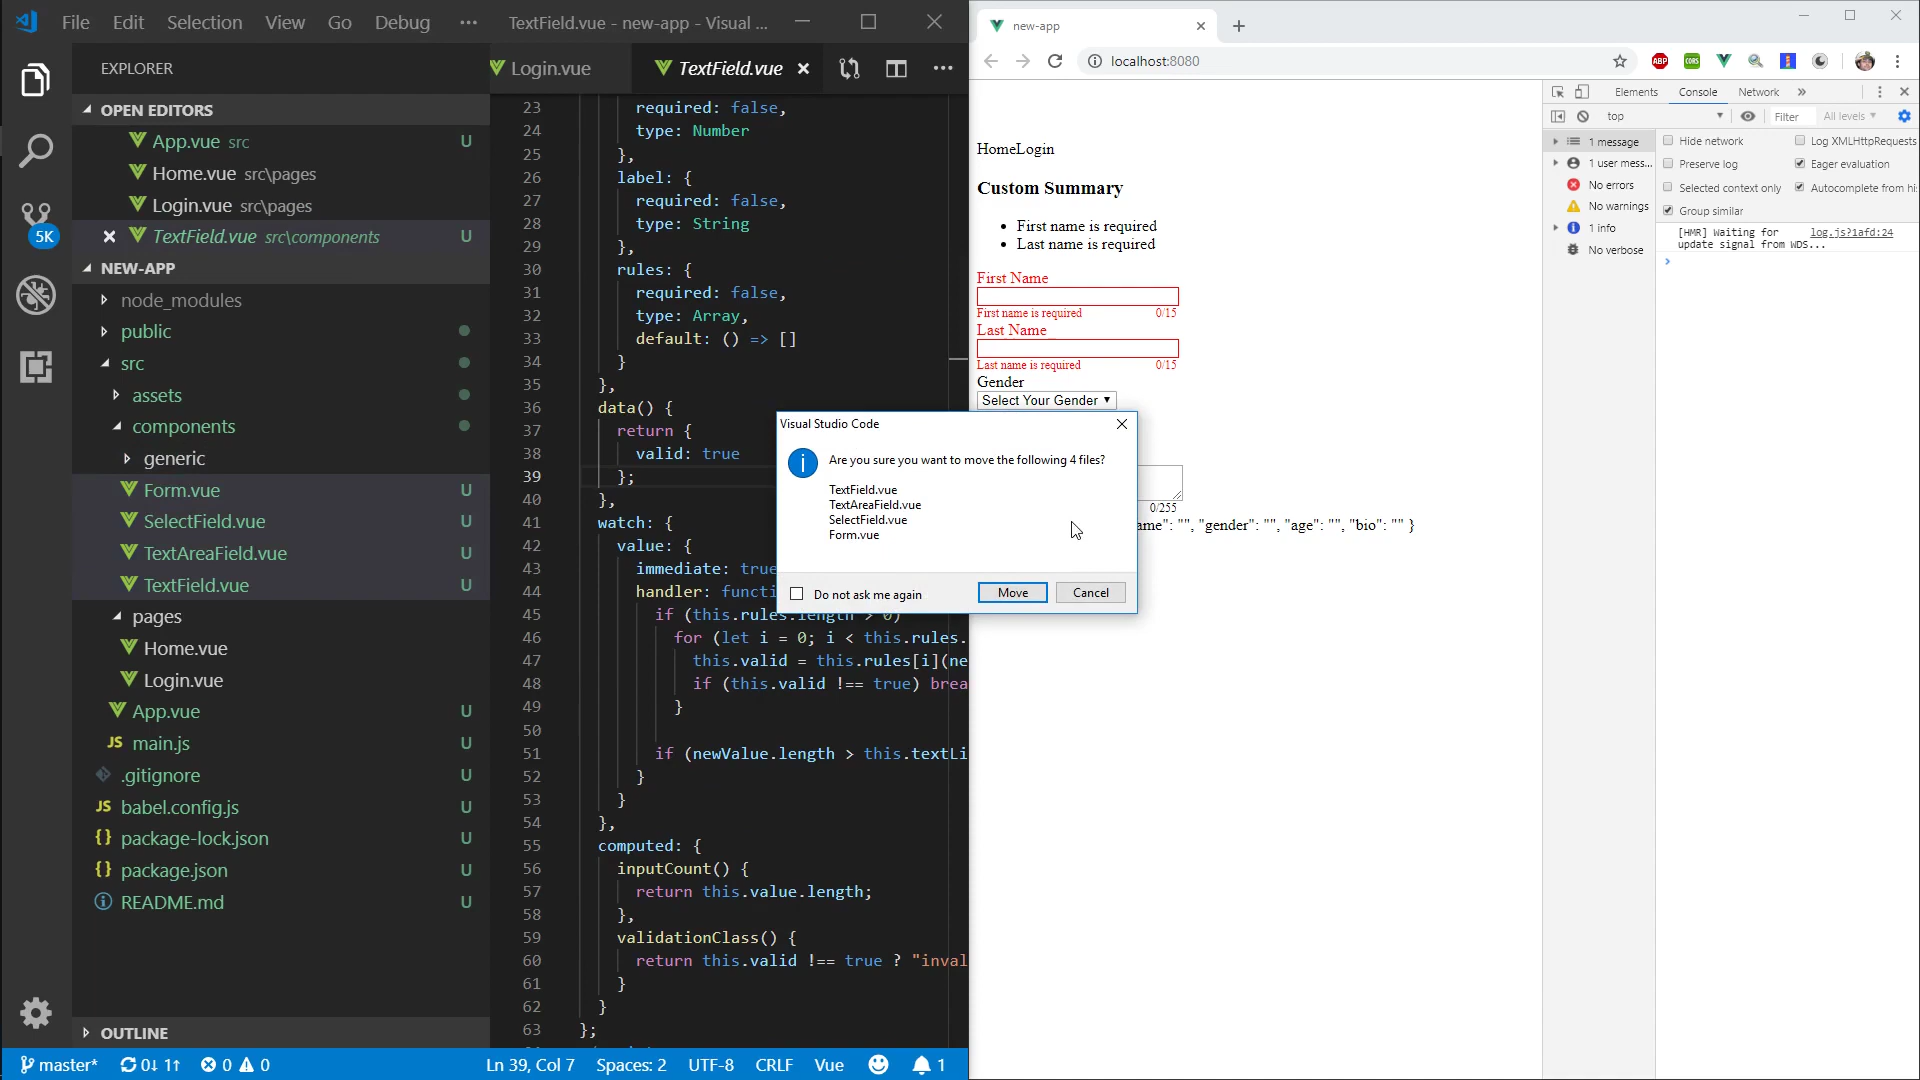 File Edit Selection View Go Debug ··· TextField.vue - new-app - Visual ...
EXPLORER
OPEN EDITORS
App.vue src U
Home.vue src\pages
Login.vue src\pages
TextField.vue src\components U
5K
NEW-APP
node_modules
public
src
assets
components
generic
Form.vue U
SelectField.vue U
TextAreaField.vue U
TextField.vue U
pages
Home.vue
Login.vue
App.vue U
JS main.js U
.gitignore U
JS babel.config.js U
{} package-lock.json U
{} package.json U
README.md U
OUTLINE
master* 0↓ 1↑ 0 0 Ln 39, Col 7 Spaces: 2 UTF-8 CRLF Vue 1
Login.vue TextField.vue
23 required: false,
24 type: Number
25 },
26 label: {
27 required: false,
28 type: String
29 },
30 rules: {
31 required: false,
32 type: Array,
33 default: () => []
34 }
35 },
36 data() {
37 return {
38 valid: true
39 };
40 },
41 watch: {
42 value: {
43 immediate: true
44 handler: functi
45 if (this.rules.length > 0)
46 for (let i = 0; i < this.rules.
47 this.valid = this.rules[i](ne
48 if (this.valid !== true) brea
49 }
50
51 if (newValue.length > this.textLi
52 }
53 }
54 },
55 computed: {
56 inputCount() {
57 return this.value.length;
58 },
59 validationClass() {
60 return this.valid !== true ? "inval
61 }
62 }
63 };
Visual Studio Code
Are you sure you want to move the following 4 files?
TextField.vue
TextAreaField.vue
SelectField.vue
Form.vue
Do not ask me again Move Cancel
new-app
localhost:8080
ABP CORS
HomeLogin
Custom Summary
First name is required
Last name is required
First Name
First name is required 0/15
Last Name
Last name is required 0/15
Gender
Select Your Gender
0/255
ame": "", "gender": "", "age": "", "bio": "" }
Elements Console Network »
top Filter All levels
1 message
1 user mess...
No errors
No warnings
1 info
No verbose
Hide network Log XMLHttpRequests
Preserve log Eager evaluation
Selected context only Autocomplete from his
Group similar
[HMR] Waiting for log.js?1afd:24
update signal from WDS...